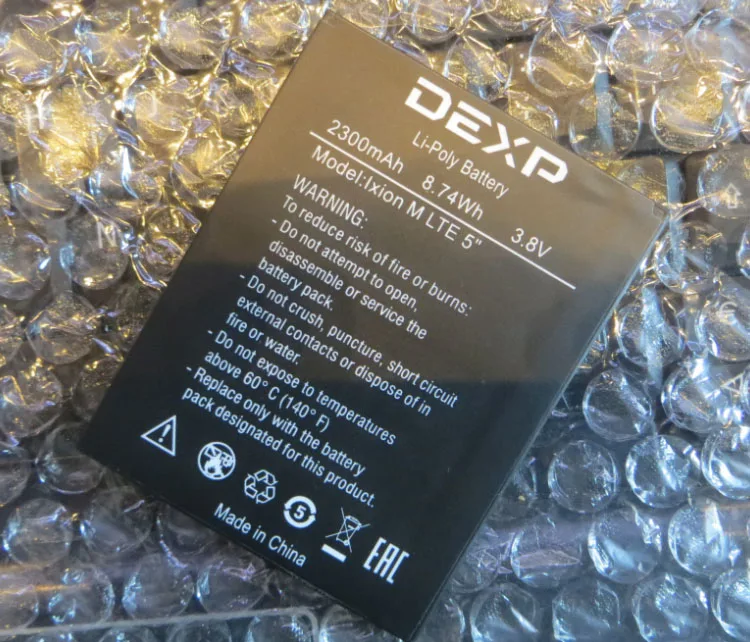 DEXP
Li-Poly Battery
2300mAh 8.74Wh 3.8V
Model:Ixion M LTE 5"
WARNING:
To reduce risk of fire or burns:
- Do not attempt to open,
disassemble or service the
battery pack.
- Do not crush, puncture, short circuit
external contacts or dispose of in
fire or water.
- Do not expose to temperatures
above 60° C (140° F)
- Replace only with the battery
pack designated for this product.
5
EAC
Made in China